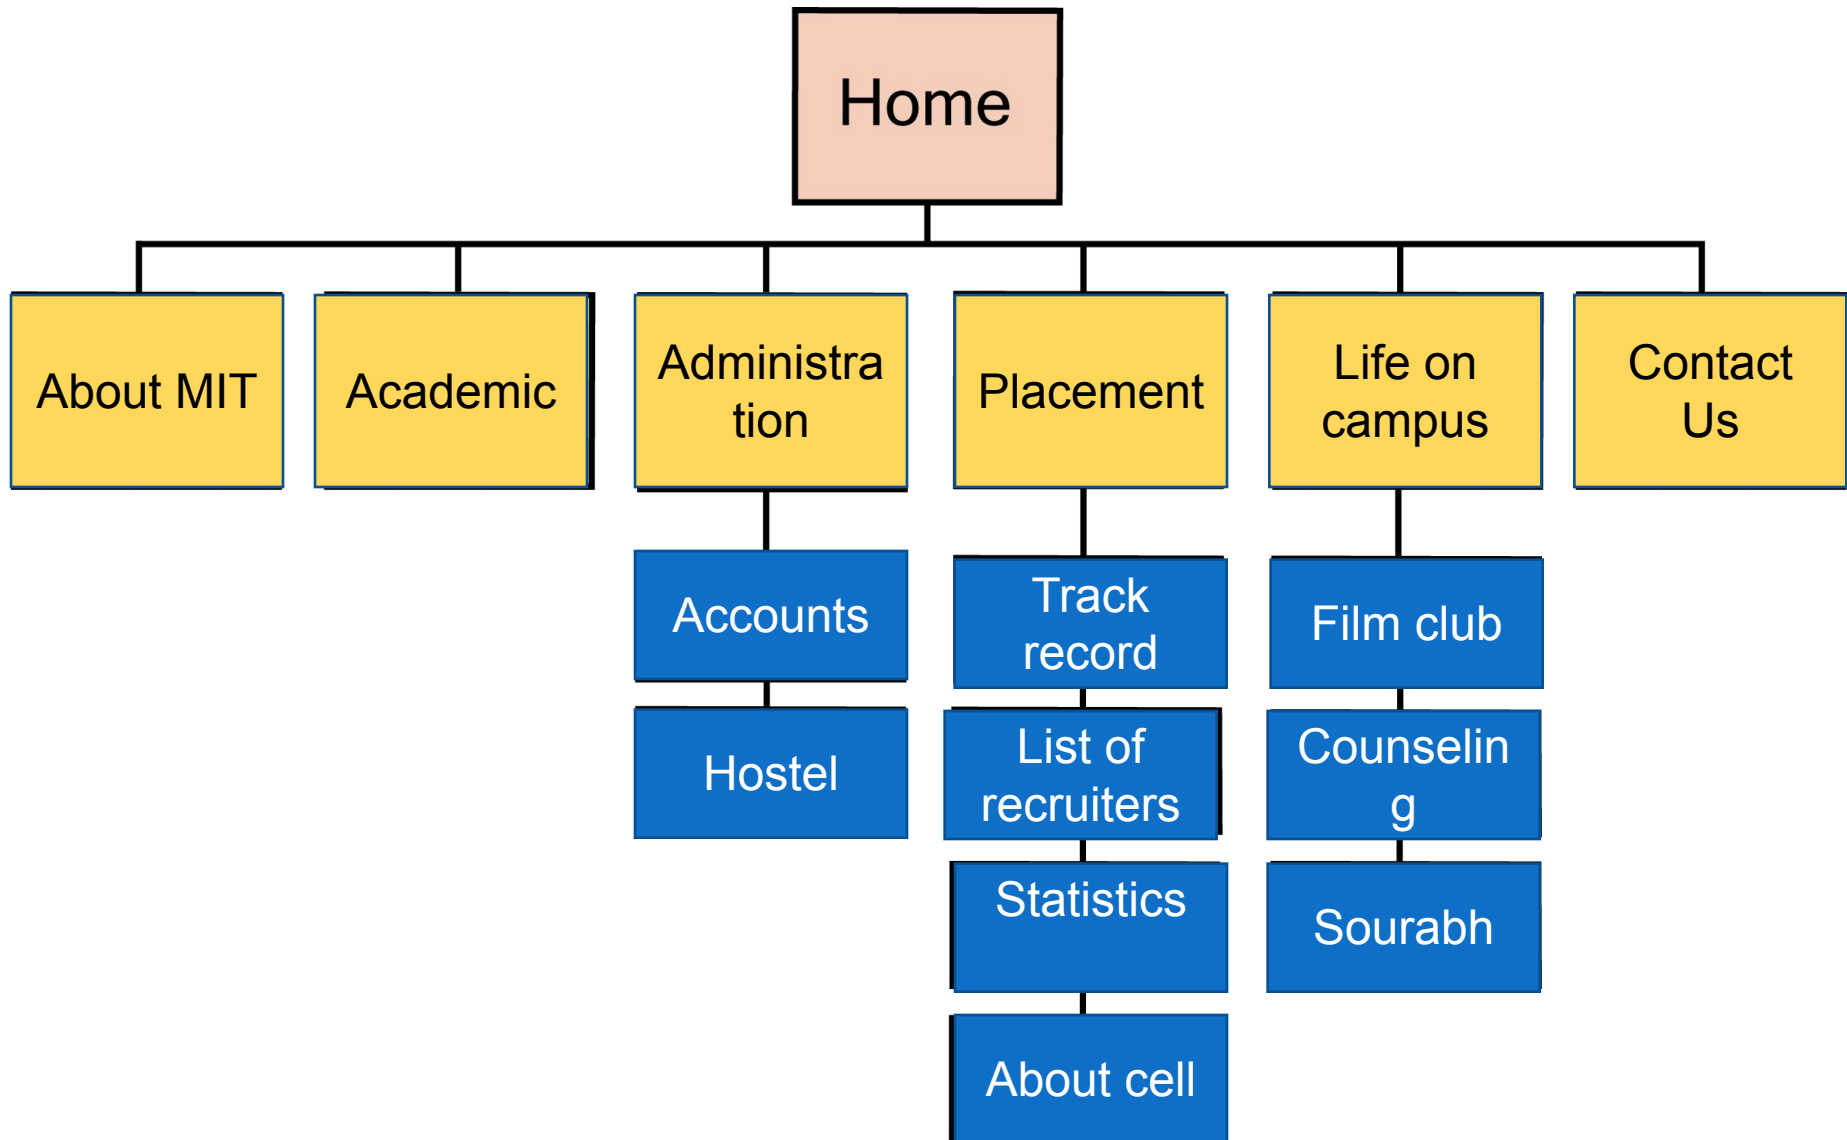 Home
About MIT
Academic
Administra
tion
Placement
Life on
campus
Contact
Us
Accounts
Hostel
Track
record
List of
recruiters
Statistics
About cell
Film club
Counselin
g
Sourabh